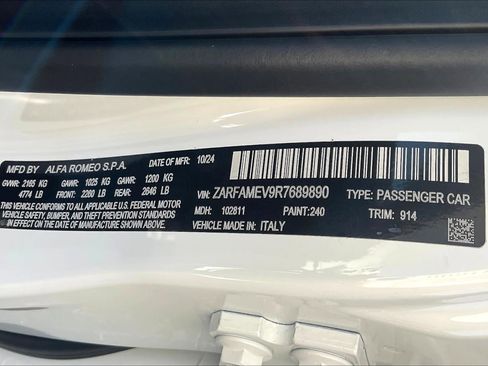 MFD BY ALFA ROMEO S.P.A. DATE OF MFR: 10/24
GVWR: 2165 KG GAWR: 1025 KG GAWR: 1200 KG
4774 LB FRONT: 2260 LB REAR: 2646 LB
THIS VEHICLE CONFORMS TO ALL APPLICABLE U.S. FEDERAL MOTOR
VEHICLE SAFETY, BUMPER, AND THEFT PREVENTION STANDARDS IN
EFFECT ON THE DATE OF MANUFACTURE SHOWN ABOVE.
VIN: ZARFAMEV9R7689890 TYPE: PASSENGER CAR
MDH: 102811 PAINT: 240 TRIM: 914
VEHICLE MADE IN: ITALY